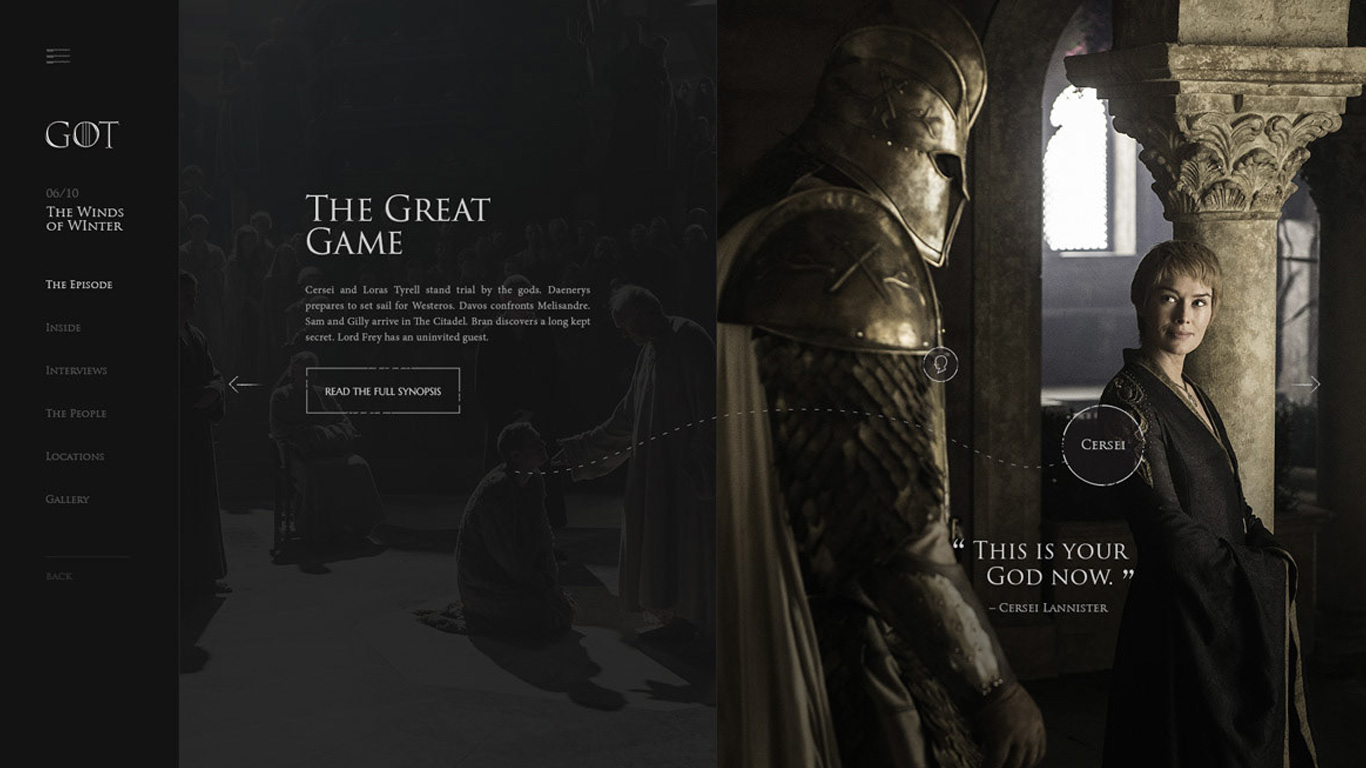 GOT
06/10
The Winds
of WInter
The Episode
Inside
Interviews
The People
Locations
Gallery
BACK
The Great
Game
Cersei and Loras Tyrell stand trial by the gods. Daenerys
prepares to set sail for Westeros. Davos confronts Melisandre.
Sam and Gilly arrive in The Citadel. Bran discovers a long kept
secret. Lord Frey has an uninvited guest.
READ THE FULL SYNOPSIS
Cersei
“ This is your
God now. ”
– Cersei Lannister